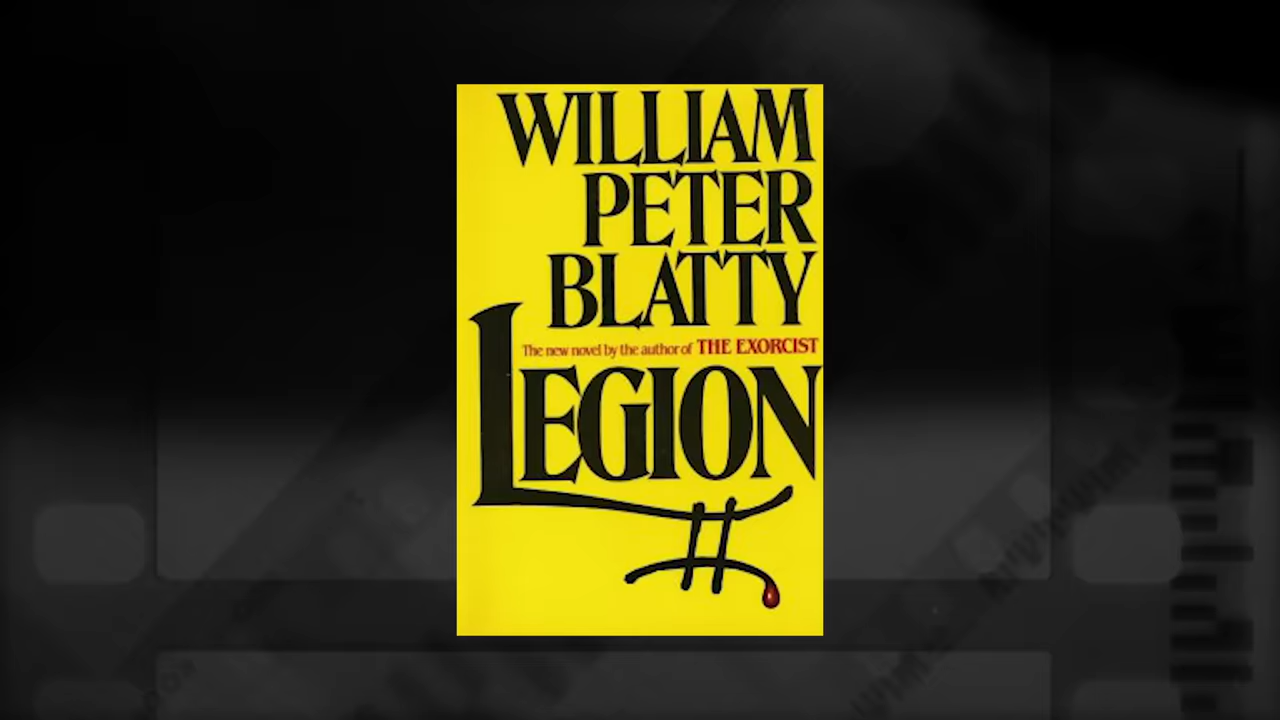 WILLIAM
PETER
BLATTY
The new novel by the author of THE EXORCIST
LEGION